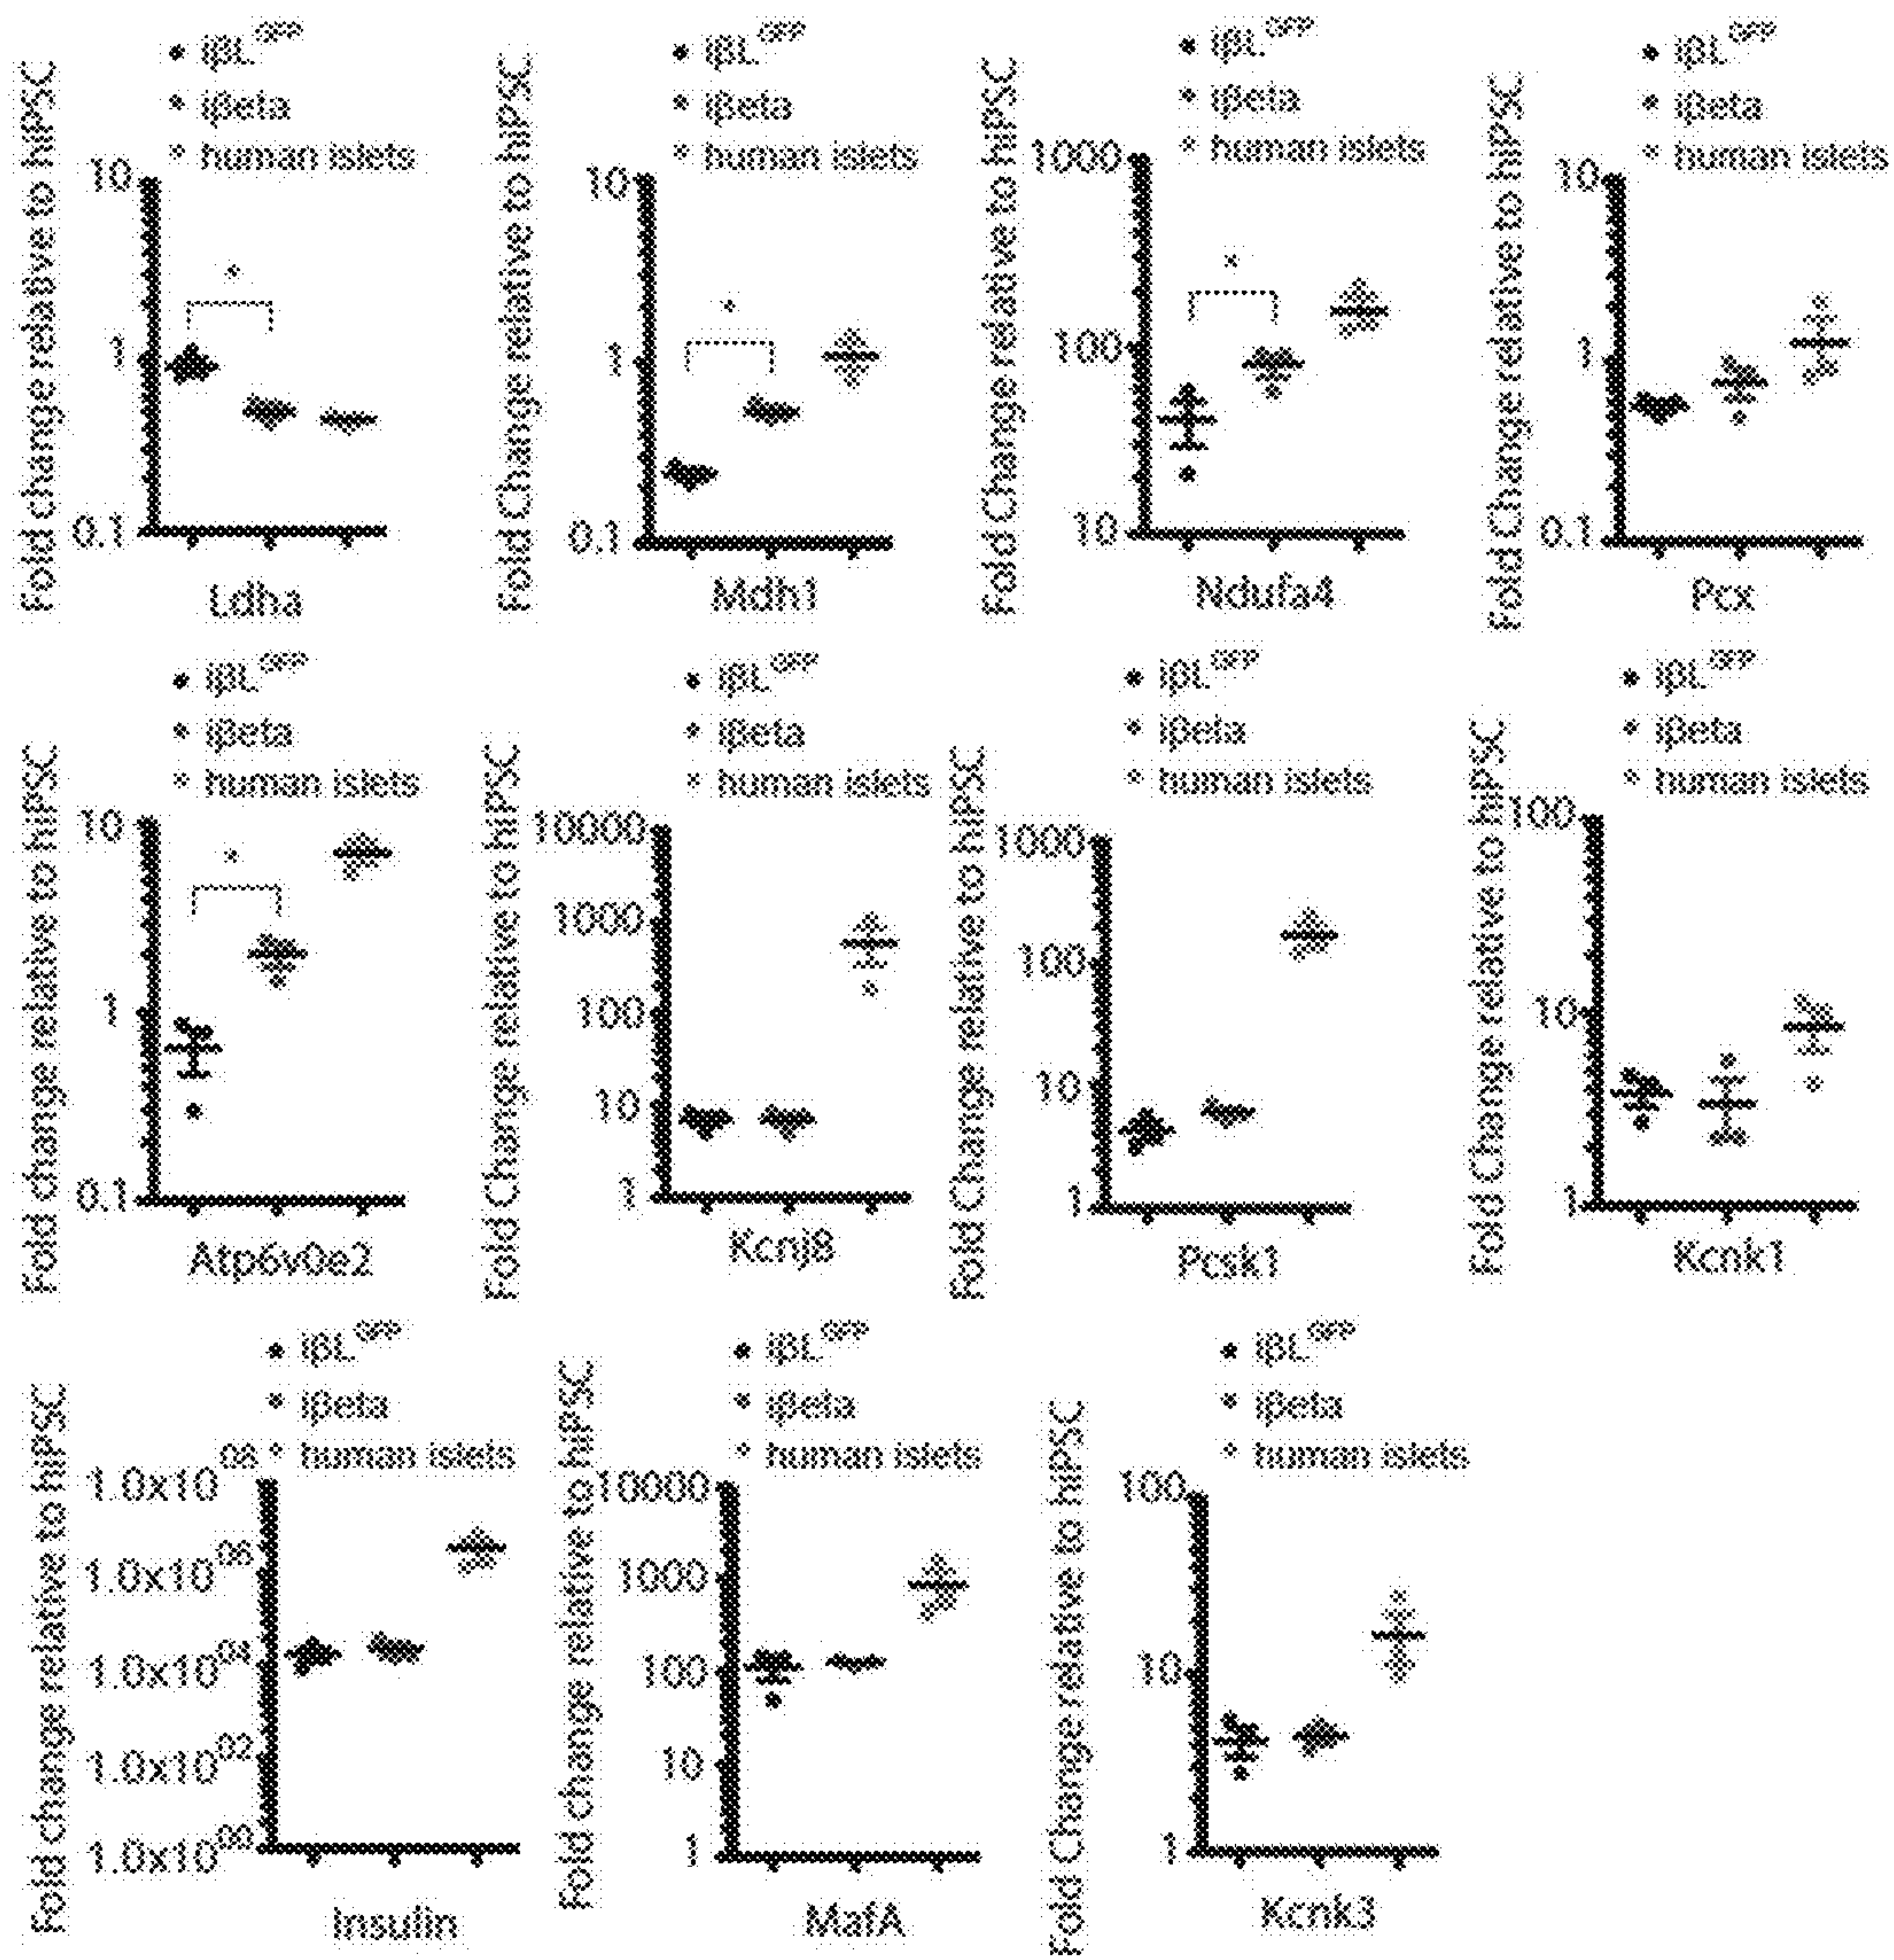 Fold change relative to hiPSC
iβL^GFP
iβeta
human islets
10
*
1
0.1
Ldha
Fold Change relative to hiPSC
iβL^GFP
iβeta
human islets
10
*
1
0.1
Mdh1
Fold Change relative to hiPSC
iβL^GFP
iβeta
human islets
1000
*
100
10
Ndufa4
Fold Change relative to hiPSC
iβL^GFP
iβeta
human islets
10
1
0.1
Pcx
Fold change relative to hiPSC
iβL^GFP
iβeta
human islets
10
*
1
0.1
Atp6v0e2
Fold Change relative to hiPSC
iβL^GFP
iβeta
human islets
10000
1000
100
10
1
Kcnj8
Fold Change relative to hiPSC
iβL^GFP
iβeta
human islets
1000
100
10
1
Pcsk1
Fold Change relative to hiPSC
iβL^GFP
iβeta
human islets
100
10
1
Kcnk1
Fold change relative to hiPSC
iβL^GFP
iβeta
human islets
1.0x10^08
1.0x10^06
1.0x10^04
1.0x10^02
1.0x10^00
Insulin
Fold change relative to hiPSC
iβL^GFP
iβeta
human islets
10000
1000
100
10
1
MafA
Fold Change relative to hiPSC
iβL^GFP
iβeta
human islets
100
10
1
Kcnk3